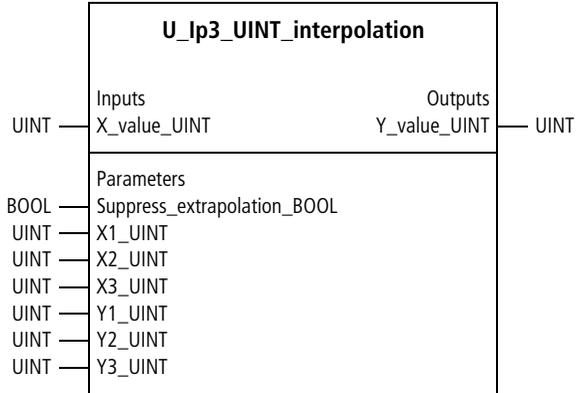 U_Ip3_UINT_interpolation
Inputs Outputs
UINT X_value_UINT Y_value_UINT UINT
Parameters
BOOL Suppress_extrapolation_BOOL
UINT X1_UINT
UINT X2_UINT
UINT X3_UINT
UINT Y1_UINT
UINT Y2_UINT
UINT Y3_UINT